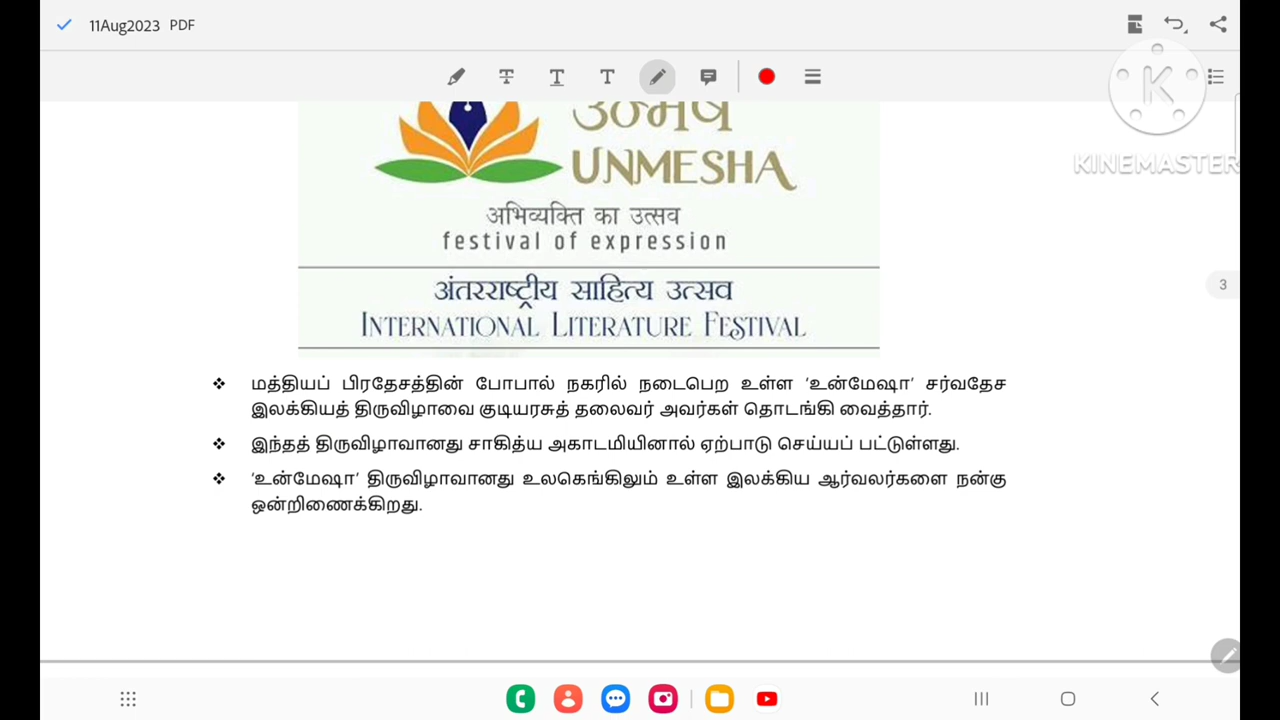 11Aug2023 PDF
उन्मेष
UNMESHA
अभिव्यक्ति का उत्सव
festival of expression
अंतरराष्ट्रीय साहित्य उत्सव
INTERNATIONAL LITERATURE FESTIVAL
❖ மத்தியப் பிரதேசத்தின் போபால் நகரில் நடைபெற உள்ள ‘உன்மேஷா’ சர்வதேச
இலக்கியத் திருவிழாவை குடியரசுத் தலைவர் அவர்கள் தொடங்கி வைத்தார்.
❖ இந்தத் திருவிழாவானது சாகித்ய அகாடமியினால் ஏற்பாடு செய்யப் பட்டுள்ளது.
❖ ‘உன்மேஷா’ திருவிழாவானது உலகெங்கிலும் உள்ள இலக்கிய ஆர்வலர்களை நன்கு
ஒன்றிணைக்கிறது.
3
K
KINEMASTER